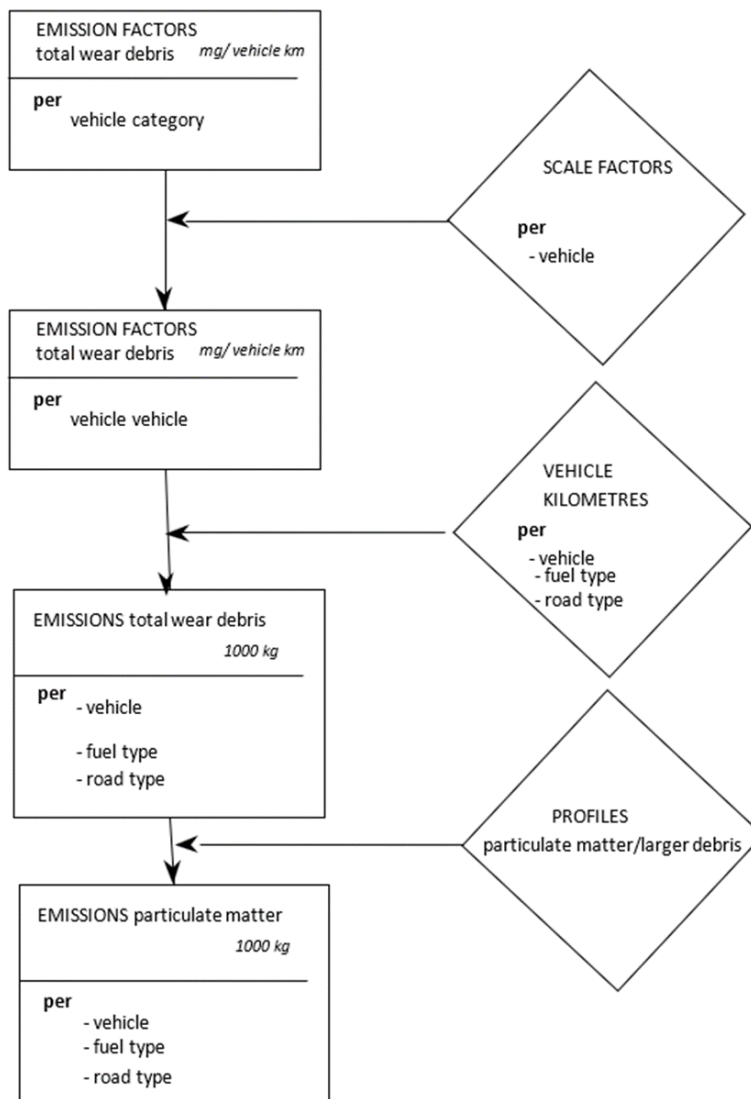 EMISSION FACTORS
total wear debris mg/ vehicle km
per
vehicle category
SCALE FACTORS
per
- vehicle
EMISSION FACTORS
total wear debris mg/ vehicle km
per
vehicle vehicle
VEHICLE
KILOMETRES
per
- vehicle
- fuel type
- road type
EMISSIONS total wear debris
1000 kg
per
- vehicle
- fuel type
- road type
PROFILES
particulate matter/larger debris
EMISSIONS particulate matter
1000 kg
per
- vehicle
- fuel type
- road type